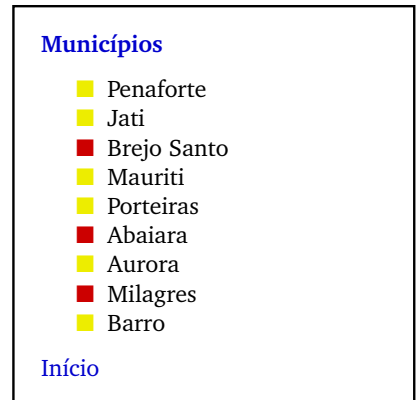 Municípios
Penaforte
Jati
Brejo Santo
Mauriti
Porteiras
Abaiara
Aurora
Milagres
Barro
Início